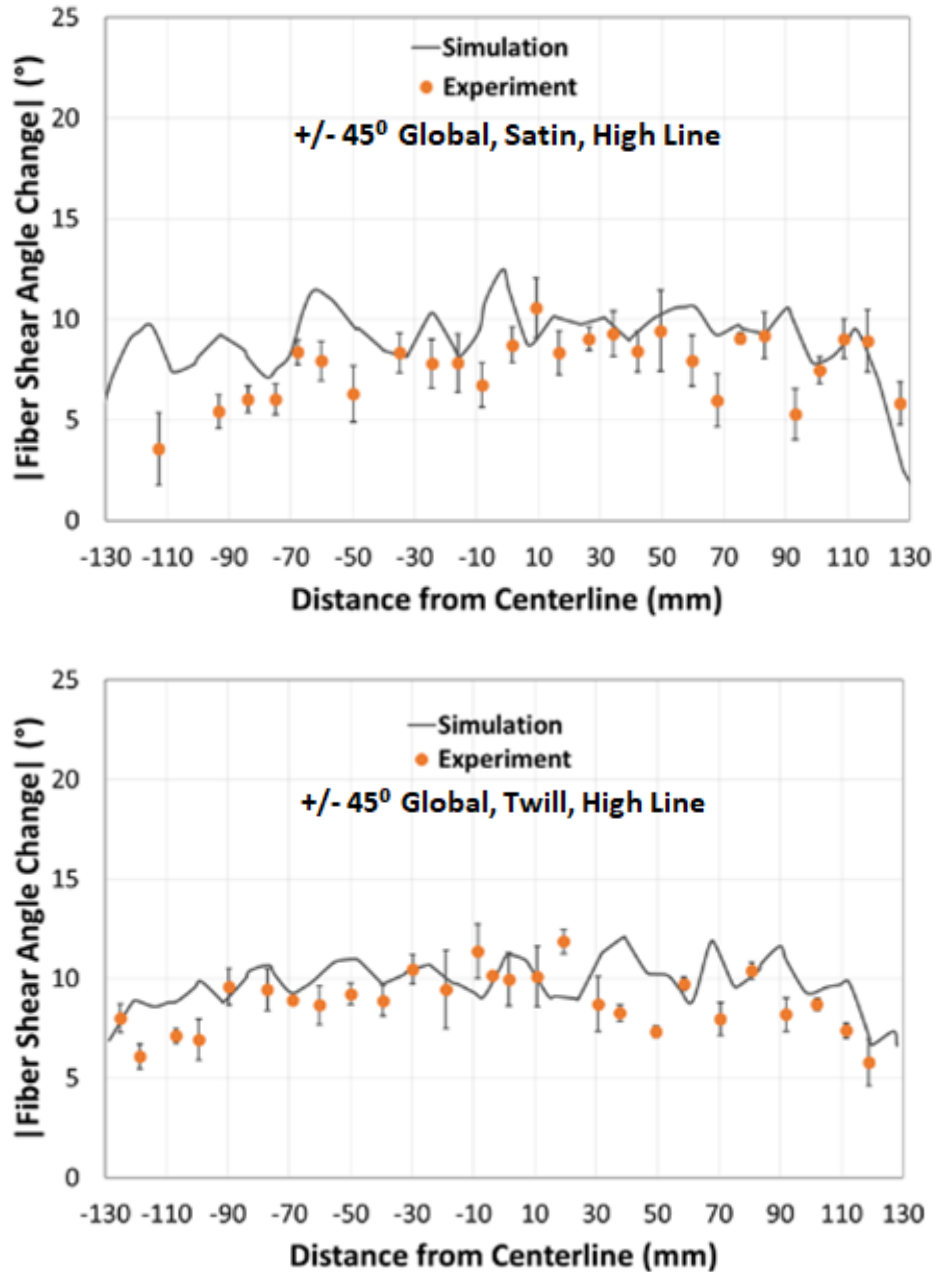 |Fiber Shear Angle Change| (°)
25
20
15
10
5
0
Simulation
Experiment
+/- 45⁰ Global, Satin, High Line
-130 -110 -90 -70 -50 -30 -10 10 30 50 70 90 110 130
Distance from Centerline (mm)
|Fiber Shear Angle Change| (°)
25
20
15
10
5
0
Simulation
Experiment
+/- 45⁰ Global, Twill, High Line
-130 -110 -90 -70 -50 -30 -10 10 30 50 70 90 110 130
Distance from Centerline (mm)